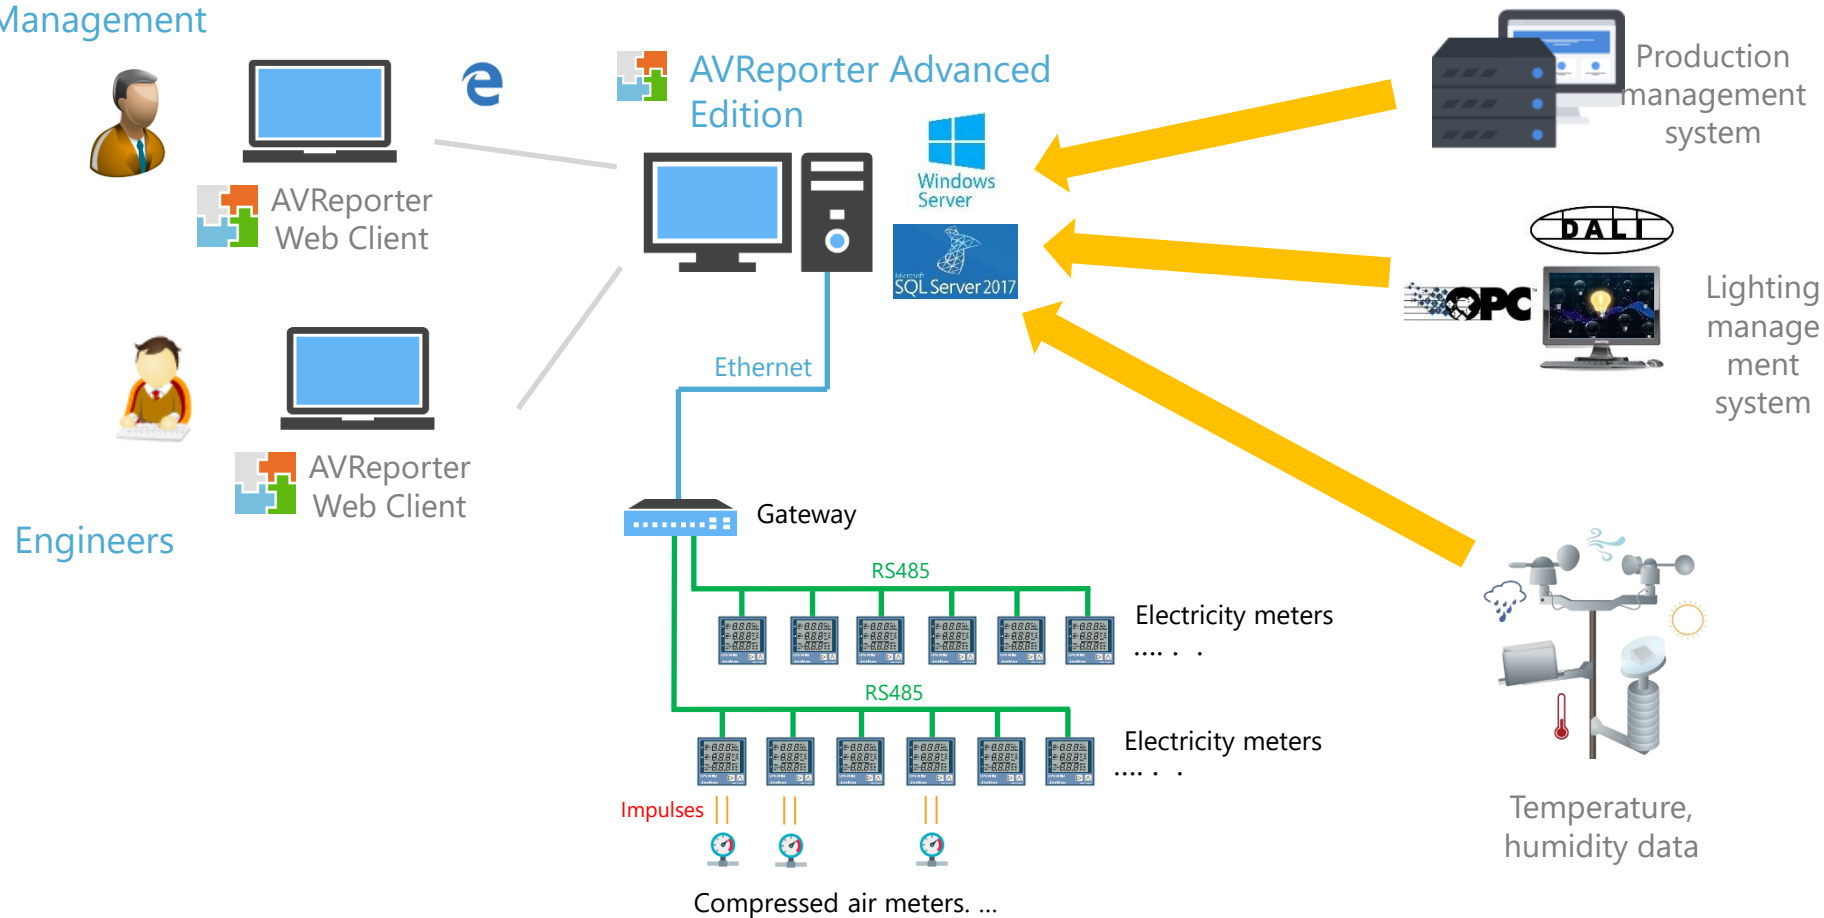 Management
AVReporter Advanced
Edition
Production
management
system
Windows
Server
AVReporter
Web Client
DALI
Microsoft
SQL Server 2017
OPC
Lighting
manage
ment
system
Ethernet
AVReporter
Web Client
Gateway
Engineers
RS485
Electricity meters
.... . .
RS485
Electricity meters
.... . .
Impulses
Temperature,
humidity data
Compressed air meters. ...